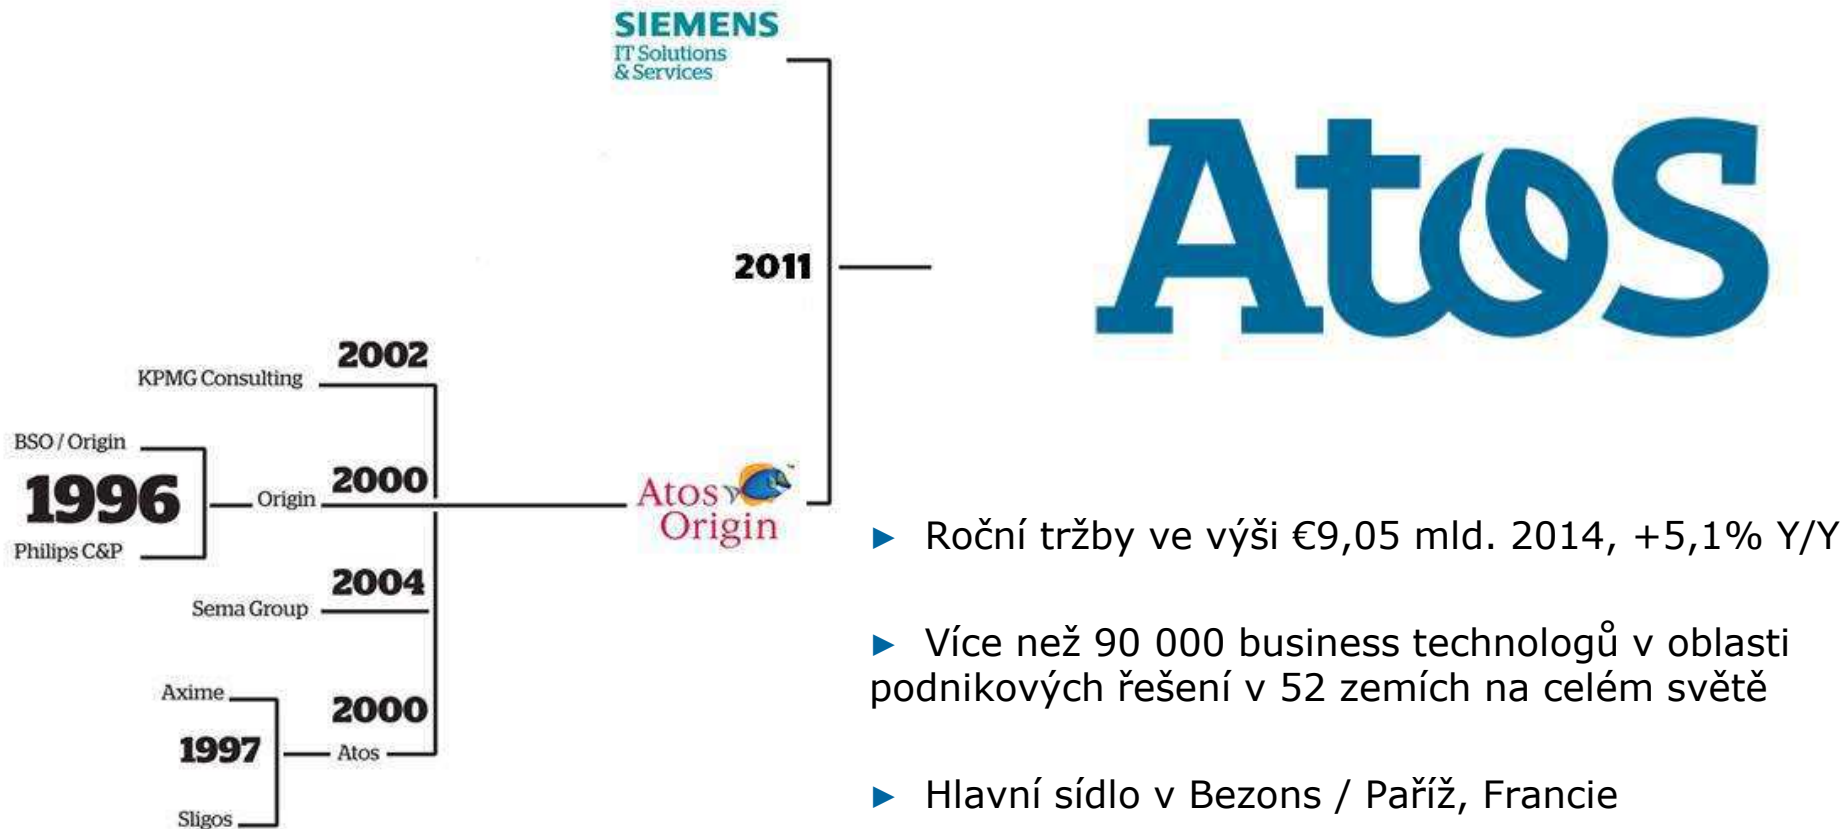 SIEMENS
IT Solutions
& Services
AtoS
2011
2002
KPMG Consulting
BSO / Origin
1996
Philips C&P
Origin
2000
Atos
Origin
™
2004
Sema Group
Axime
1997
Sligos
2000
Atos
► Roční tržby ve výši €9,05 mld. 2014, +5,1% Y/Y
► Více než 90 000 business technologů v oblasti
podnikových řešení v 52 zemích na celém světě
► Hlavní sídlo v Bezons / Paříž, Francie